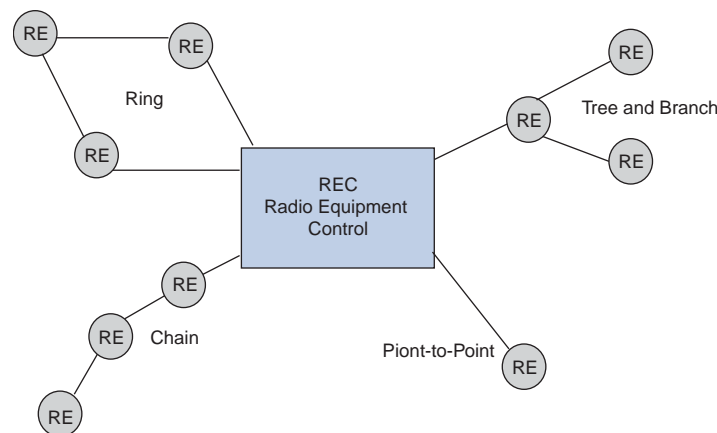 RE
RE
Ring
RE
RE
Tree and Branch
RE
RE
REC
Radio Equipment
Control
RE
RE
Chain
RE
Piont-to-Point
RE